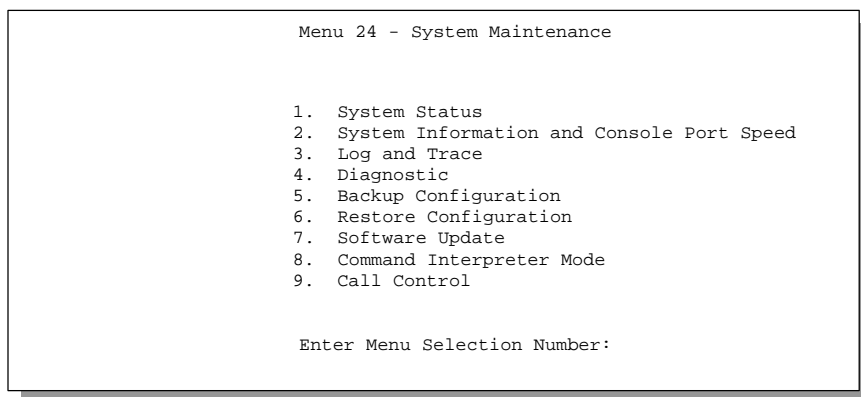 Menu 24 - System Maintenance
1. System Status
2. System Information and Console Port Speed
3. Log and Trace
4. Diagnostic
5. Backup Configuration
6. Restore Configuration
7. Software Update
8. Command Interpreter Mode
9. Call Control
Enter Menu Selection Number: